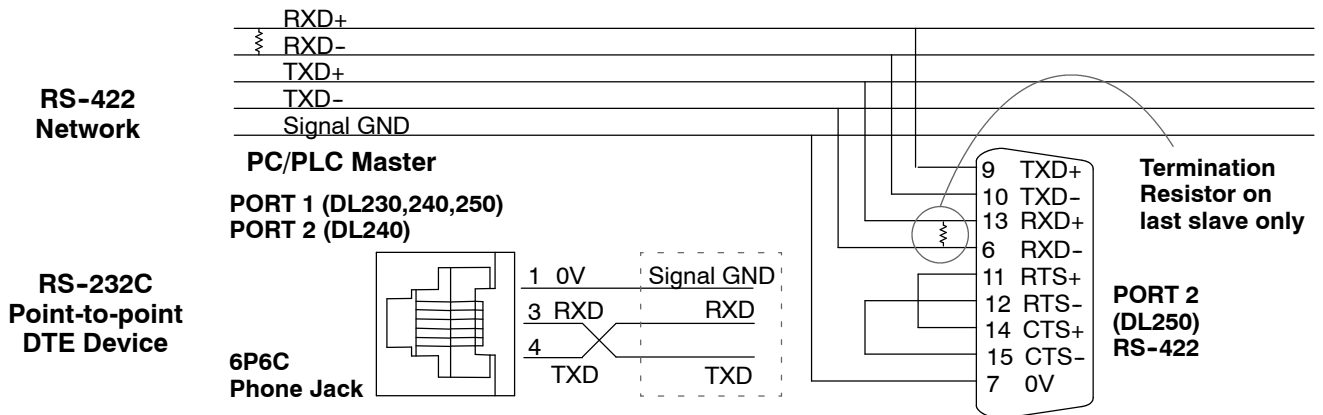 RXD+
RXD-
TXD+
TXD-
Signal GND
RS-422
Network
PC/PLC Master
PORT 1 (DL230,240,250)
PORT 2 (DL240)
9 TXD+
10 TXD-
13 RXD+
6 RXD-
11 RTS+
12 RTS-
14 CTS+
15 CTS-
7 0V
Termination
Resistor on
last slave only
PORT 2
(DL250)
RS-422
RS-232C
Point-to-point
DTE Device
6P6C
Phone Jack
1 0V Signal GND
3 RXD RXD
4
TXD TXD